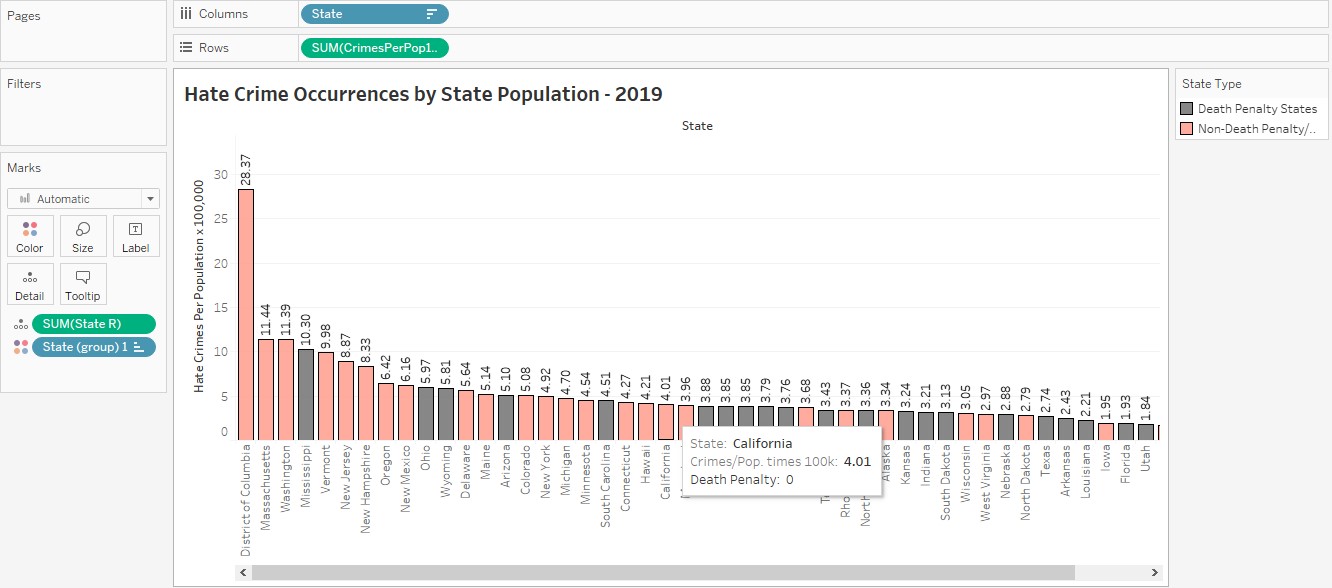 Pages
Columns
State
Rows
SUM(CrimesPerPop1..
Filters
Marks
Automatic
Color
Size
Label
Detail
Tooltip
SUM(State R)
State (group) 1
Hate Crime Occurrences by State Population - 2019
State
Hate Crimes Per Population x 100,000
30
25
20
15
10
5
0
28.37
11.44
11.39
10.30
9.98
8.87
8.33
6.42
6.16
5.97
5.81
5.64
5.14
5.10
5.08
4.92
4.70
4.54
4.51
4.27
4.21
4.01
3.96
3.88
3.85
3.85
3.79
3.76
3.68
3.43
3.37
3.36
3.34
3.24
3.21
3.13
3.05
2.97
2.88
2.79
2.74
2.43
2.21
1.95
1.93
1.84
District of Columbia
Massachusetts
Washington
Mississippi
Vermont
New Jersey
New Hampshire
Oregon
New Mexico
Ohio
Wyoming
Delaware
Maine
Arizona
Colorado
New York
Michigan
Minnesota
South Carolina
Connecticut
Hawaii
California
Rho
North
Alaska
Kansas
Indiana
South Dakota
Wisconsin
West Virginia
Nebraska
North Dakota
Texas
Arkansas
Louisiana
Iowa
Florida
Utah
State: California
Crimes/Pop. times 100k: 4.01
Death Penalty: 0
State Type
Death Penalty States
Non-Death Penalty/..